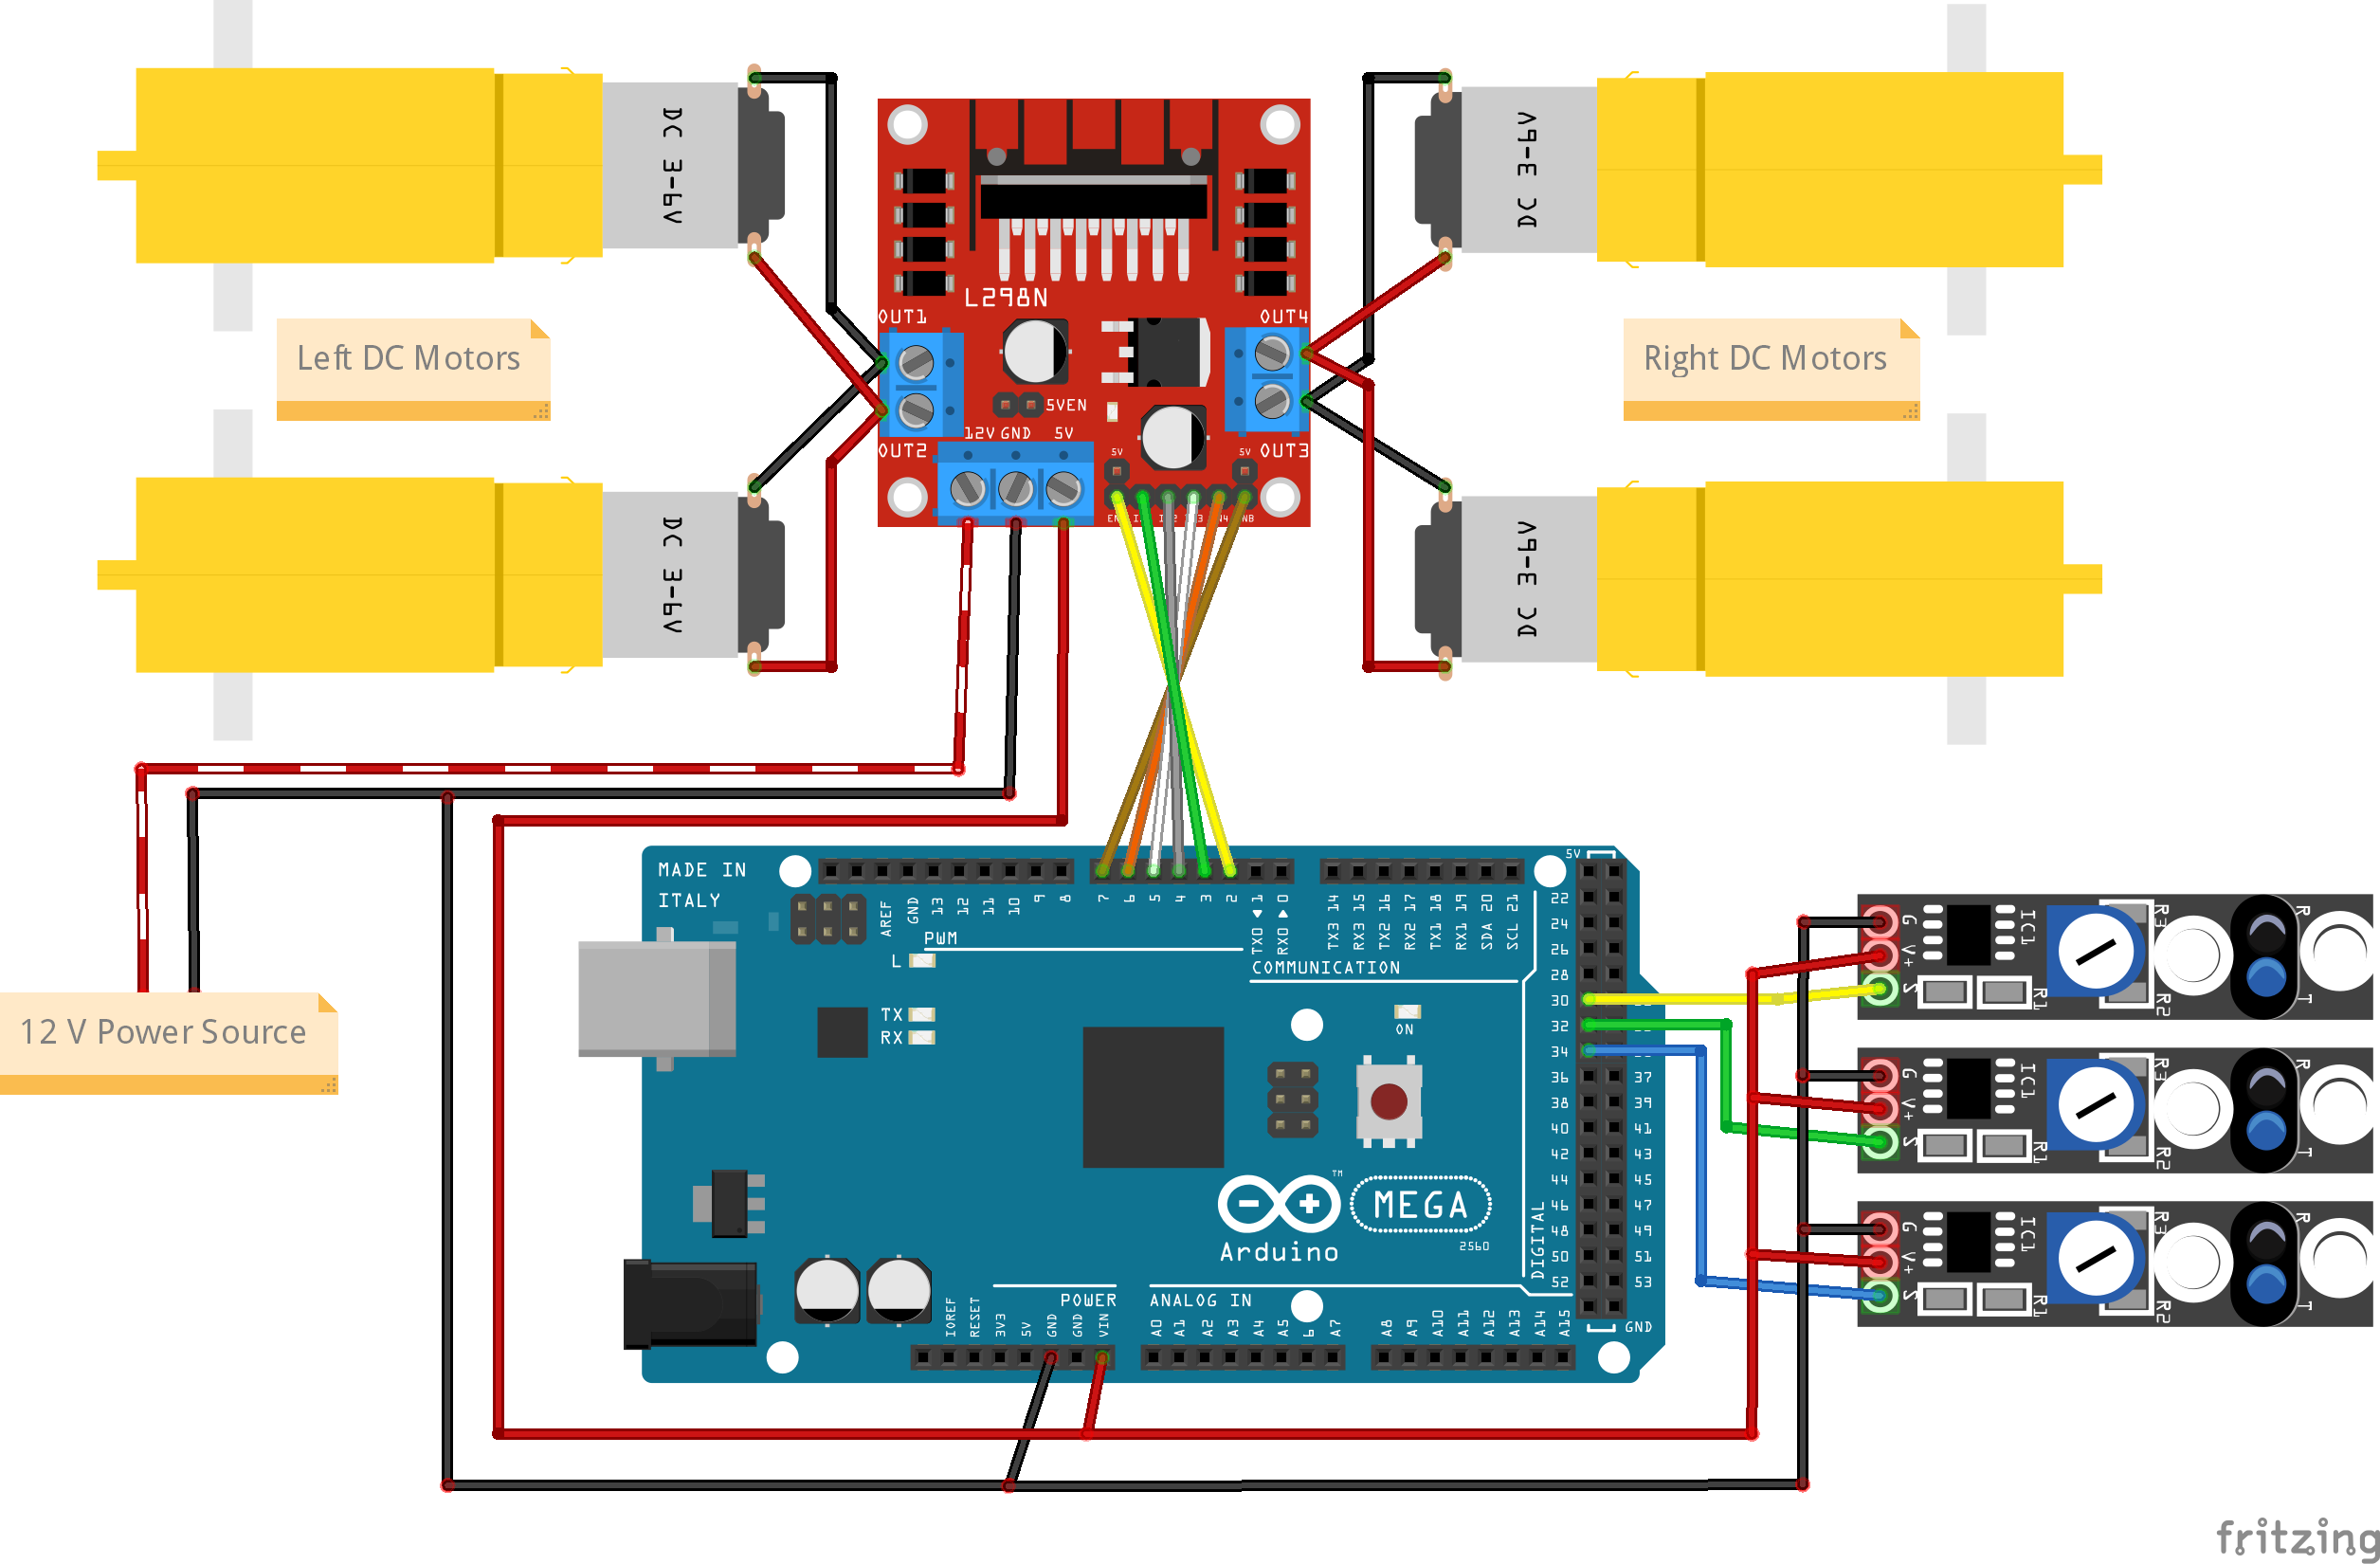 DC 3-6V
DC 3-6V
L298N
OUT1
OUT4
Left DC Motors
Right DC Motors
5VEN
12V GND 5V
OUT2
OUT3
5V
5V
DC 3-6V
DC 3-6V
MADE IN
ITALY
5V
AREF
GND
13
12
11
10
9
8
7
6
5
4
3
2
TX0 1
RX0 0
TX3 14
RX3 15
TX2 16
RX2 17
TX1 18
RX1 19
SDA 20
SCL 21
PWM
L
COMMUNICATION
TX
RX
ON
12 V Power Source
22
24
26
28
30
32
34
36 37
38 39
40 41
42 43
44 45
46 47
48 49
50 51
52 53
DIGITAL
GND
MEGA
2560
TM
Arduino
POWER
ANALOG IN
IOREF
RESET
3V3
5V
GND
GND
VIN
A0
A1
A2
A3
A4
A5
6
A7
A8
A9
A10
A11
A12
A13
A14
A15
G
V+
S
IC1
R1
R3
R2
R
T
G
V+
S
IC1
R1
R3
R2
R
T
G
V+
S
IC1
R1
R3
R2
R
T
fritzing